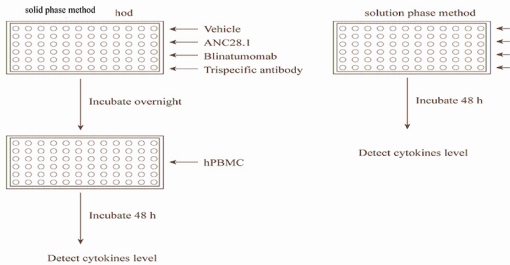 solid phase method hod
Vehicle
ANC28.1
Blinatumomab
Trispecific antibody
Incubate overnight
hPBMC
Incubate 48 h
Detect cytokines level
solution phase method
Incubate 48 h
Detect cytokines level